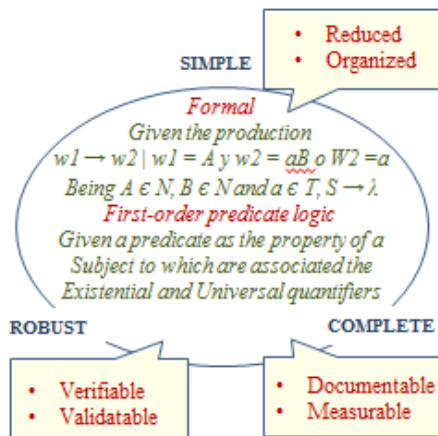 • Reduced
• Organized
SIMPLE
Formal
Given the production
w1 → w2 | w1 = A y w2 = aB o W2 =a
Being A ϵ N, B ϵ N and a ϵ T, S → λ
First-order predicate logic
Given a predicate as the property of a
Subject to which are associated the
Existential and Universal quantifiers
ROBUST
COMPLETE
• Verifiable
• Validatable
• Documentable
• Measurable